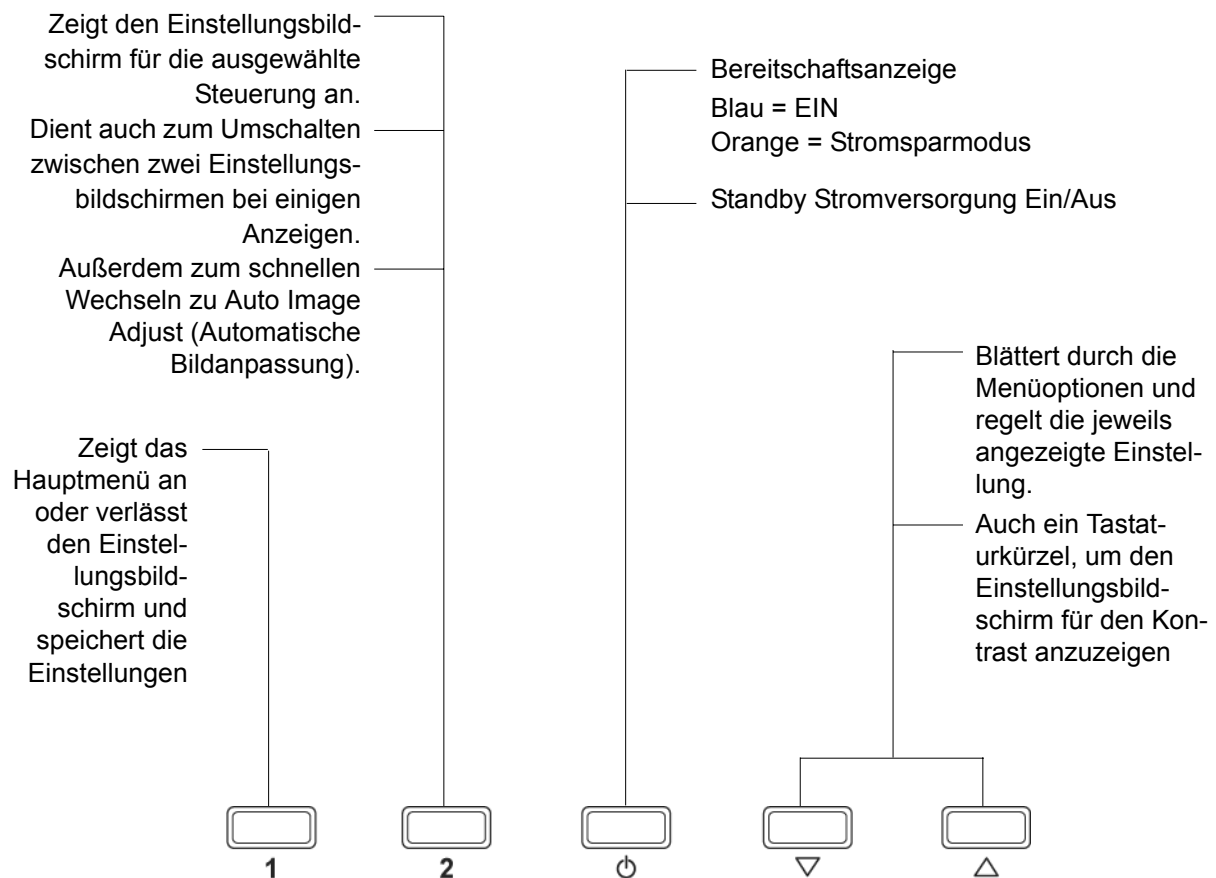 Zeigt den Einstellungsbild-
schirm für die ausgewählte
Steuerung an.
Dient auch zum Umschalten
zwischen zwei Einstellungs-
bildschirmen bei einigen
Anzeigen.
Außerdem zum schnellen
Wechseln zu Auto Image
Adjust (Automatische
Bildanpassung).
Zeigt das
Hauptmenü an
oder verlässt
den Einstel-
lungsbild-
schirm und
speichert die
Einstellungen
Bereitschaftsanzeige
Blau = EIN
Orange = Stromsparmodus
Standby Stromversorgung Ein/Aus
Blättert durch die
Menüoptionen und
regelt die jeweils
angezeigte Einstel-
lung.
Auch ein Tastat-
urkürzel, um den
Einstellungsbild-
schirm für den Kon-
trast anzuzeigen
1 2